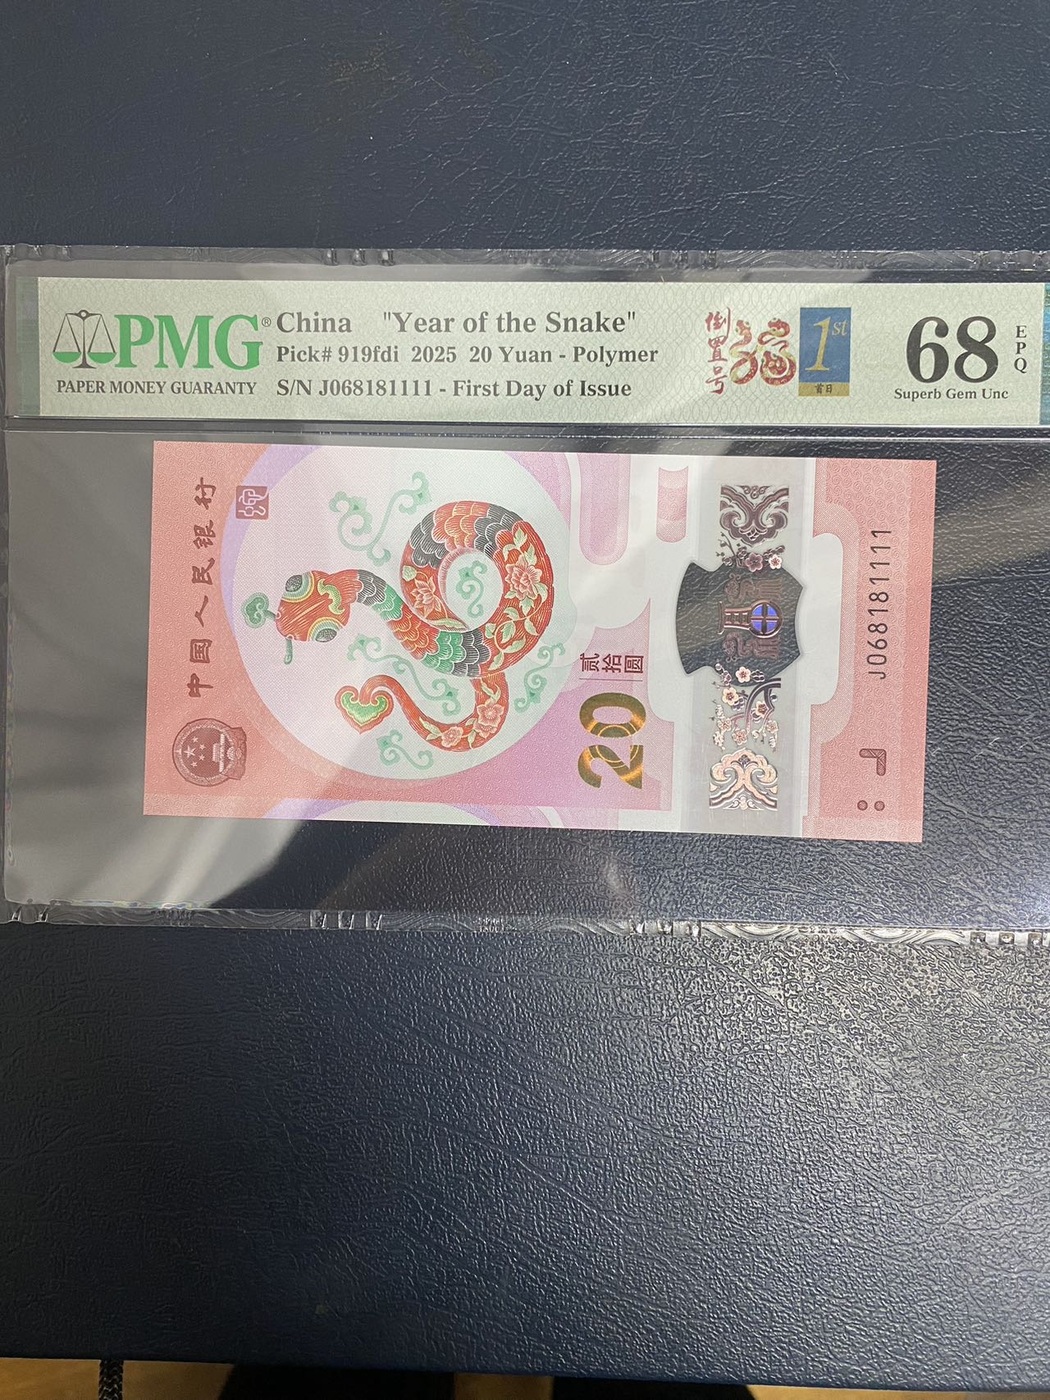 PMG®
PAPER MONEY GUARANTY
China "Year of the Snake"
Pick# 919fdi 2025 20 Yuan - Polymer
S/N J068181111 - First Day of Issue
倒置号
1st
首日
68
EPQ
Superb Gem Unc
中国人民银行
贰拾圆
20
J068181111